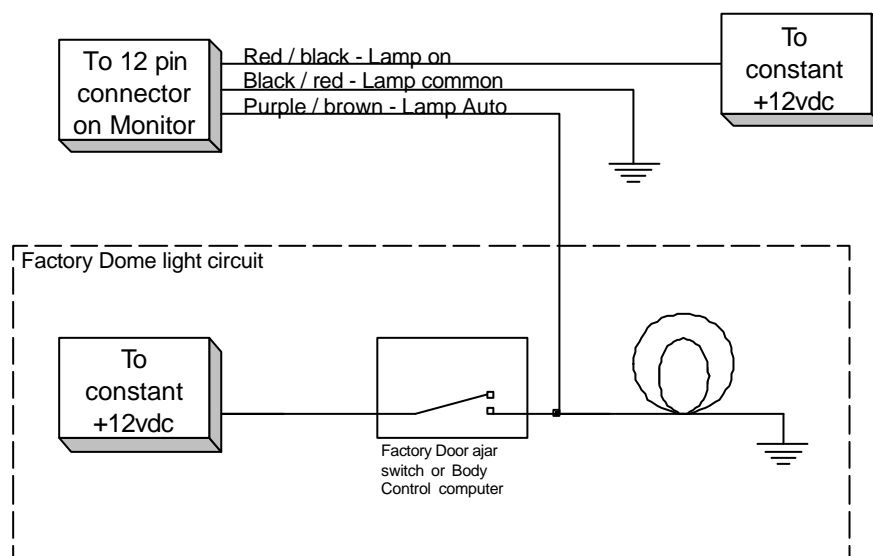 To 12 pin
connector
on Monitor
Red / black - Lamp on
Black / red - Lamp common
Purple / brown - Lamp Auto
To
constant
+12vdc
Factory Dome light circuit
To
constant
+12vdc
Factory Door ajar
switch or Body
Control computer